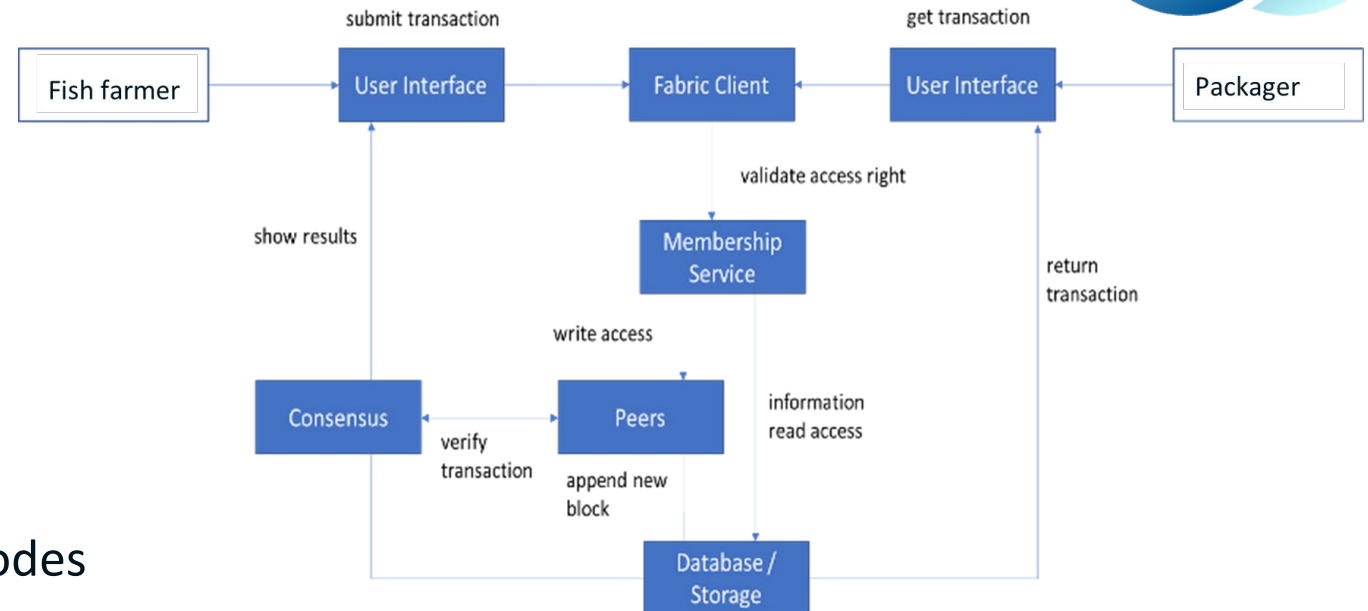 submit transaction
get transaction
Fish farmer
User Interface
Fabric Client
User Interface
Packager
validate access right
show results
Membership
Service
return
transaction
write access
information
read access
Consensus
Peers
verify
transaction
append new
block
Database /
Storage